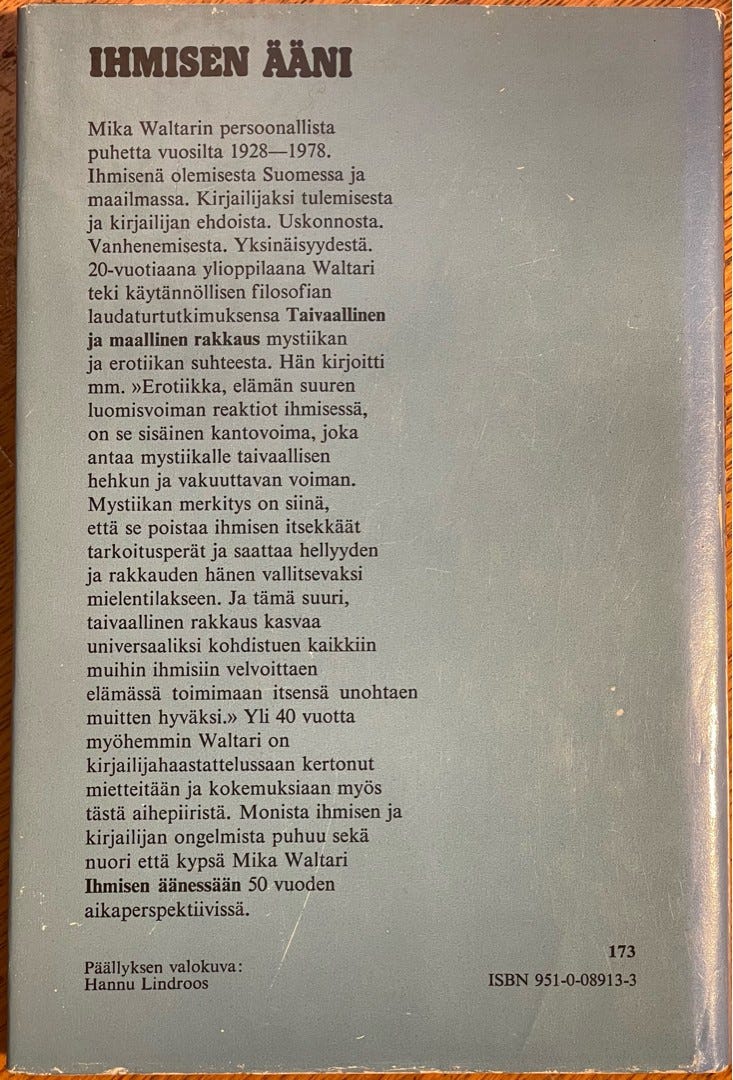 IHMISEN ÄÄNI
Mika Waltarin persoonallista
puhetta vuosilta 1928—1978.
Ihmisenä olemisesta Suomessa ja
maailmassa. Kirjailijaksi tulemisesta
ja kirjailijan ehdoista. Uskonnosta.
Vanhenemisesta. Yksinäisyydestä.
20-vuotiaana ylioppilaana Waltari
teki käytännöllisen filosofian
laudaturtutkimuksensa Taivaallinen
ja maallinen rakkaus mystiikan
ja erotiikan suhteesta. Hän kirjoitti
mm. »Erotiikka, elämän suuren
luomisvoiman reaktiot ihmisessä,
on se sisäinen kantovoima, joka
antaa mystiikalle taivaallisen
hehkun ja vakuuttavan voiman.
Mystiikan merkitys on siinä,
että se poistaa ihmisen itsekkäät
tarkoitusperät ja saattaa hellyyden
ja rakkauden hänen vallitsevaksi
mielentilakseen. Ja tämä suuri,
taivaallinen rakkaus kasvaa
universaaliksi kohdistuen kaikkiin
muihin ihmisiin velvoittaen
elämässä toimimaan itsensä unohtaen
muitten hyväksi.» Yli 40 vuotta
myöhemmin Waltari on
kirjailijahaastattelussaan kertonut
mietteitään ja kokemuksiaan myös
tästä aihepiiristä. Monista ihmisen ja
kirjailijan ongelmista puhuu sekä
nuori että kypsä Mika Waltari
Ihmisen äänessään 50 vuoden
aikaperspektiivissä.
Päällyksen valokuva:
Hannu Lindroos
173
ISBN 951-0-08913-3